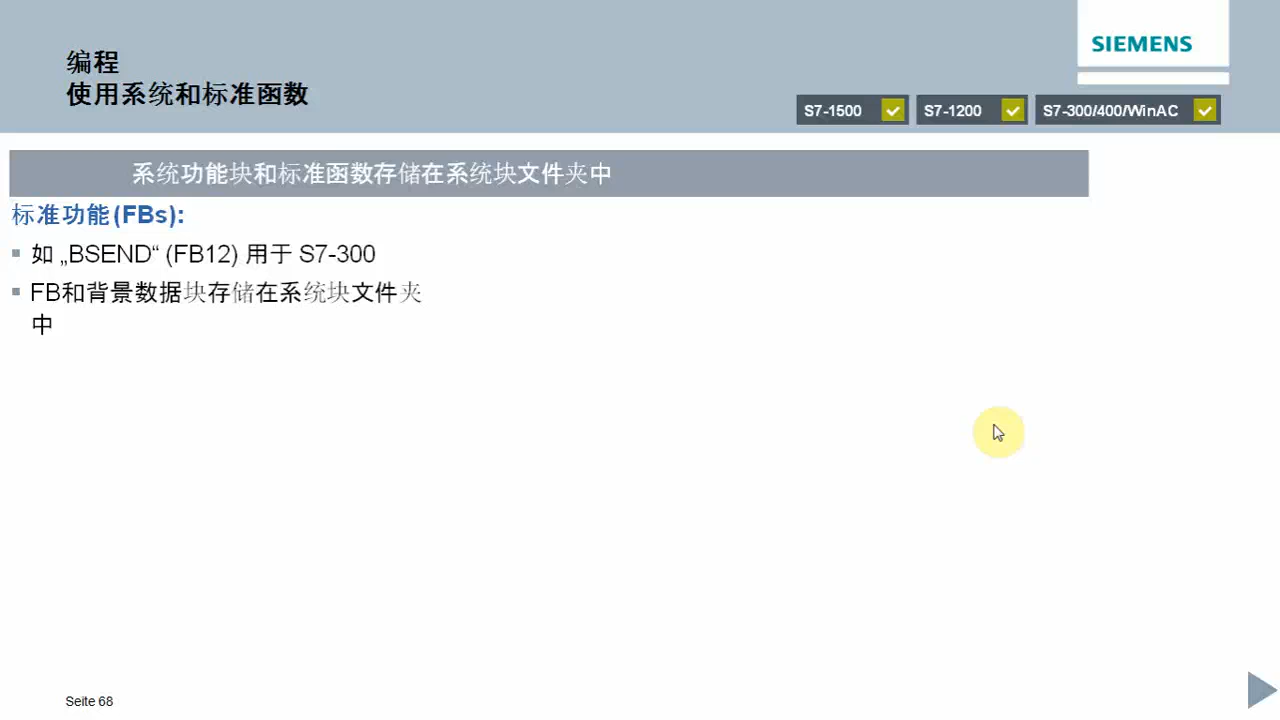 SIEMENS
编程
使用系统和标准函数
S7-1500
S7-1200
S7-300/400/WinAC
系统功能块和标准函数存储在系统块文件夹中
标准功能(FBs):
如 „BSEND“ (FB12) 用于 S7-300
FB和背景数据块存储在系统块文件夹
中
Seite 68